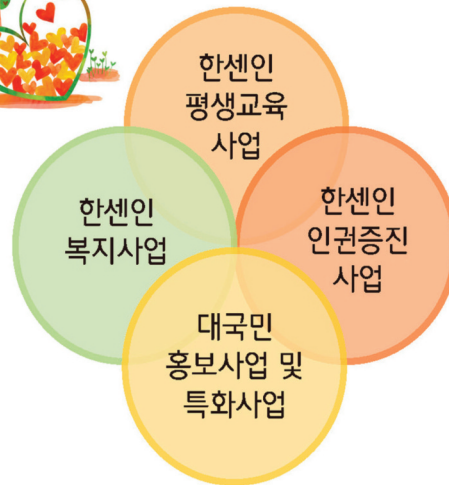 한센인
평생교육
사업
한센인
복지사업
한센인
인권증진
사업
대국민
홍보사업 및
특화사업